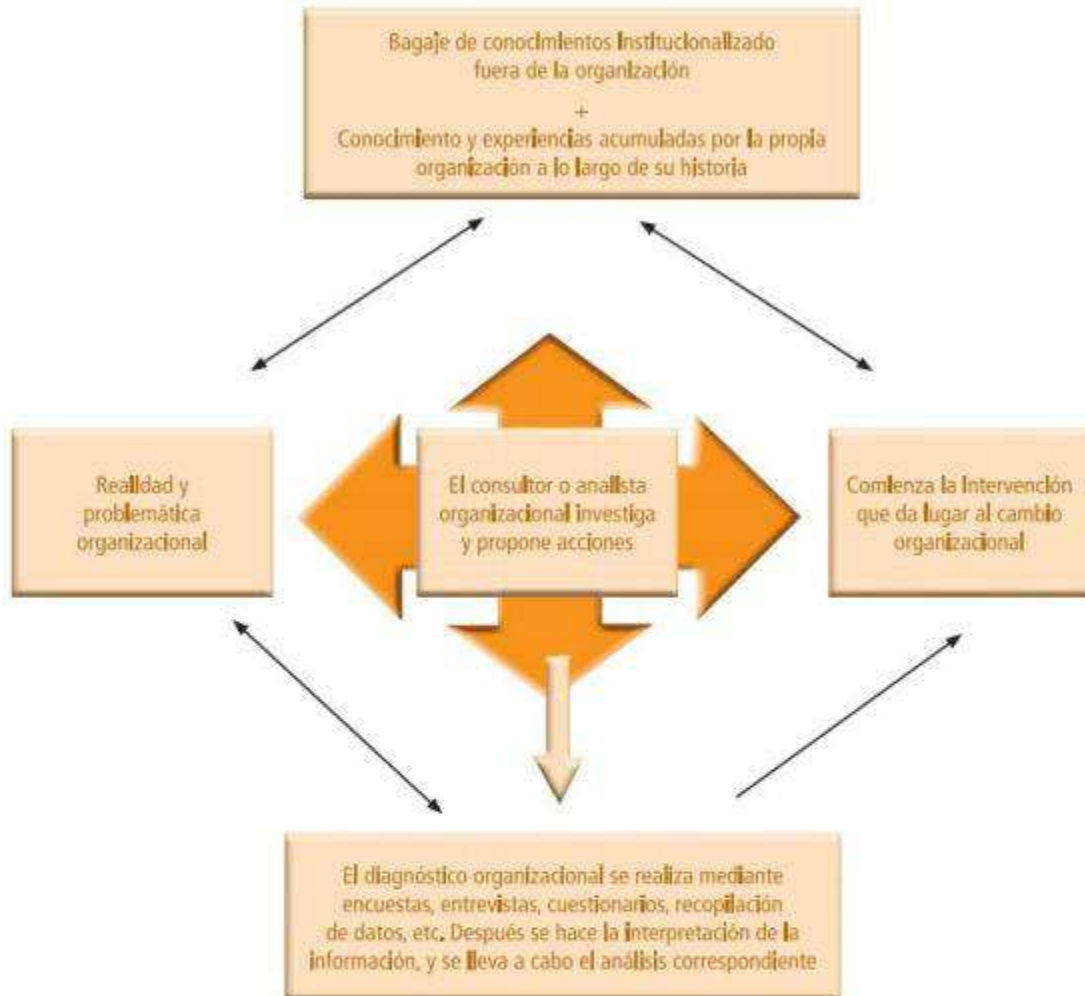 Bagaje de conocimientos institucionalizado
fuera de la organización
+
Conocimiento y experiencias acumuladas por la propia
organización a lo largo de su historia
Realidad y
problemática
organizacional
El consultor o analista
organizacional investiga
y propone acciones
Comienza la intervención
que da lugar al cambio
organizacional
El diagnóstico organizacional se realiza mediante
encuestas, entrevistas, cuestionarios, recopilación
de datos, etc. Después se hace la interpretación de la
información, y se lleva a cabo el análisis correspondiente